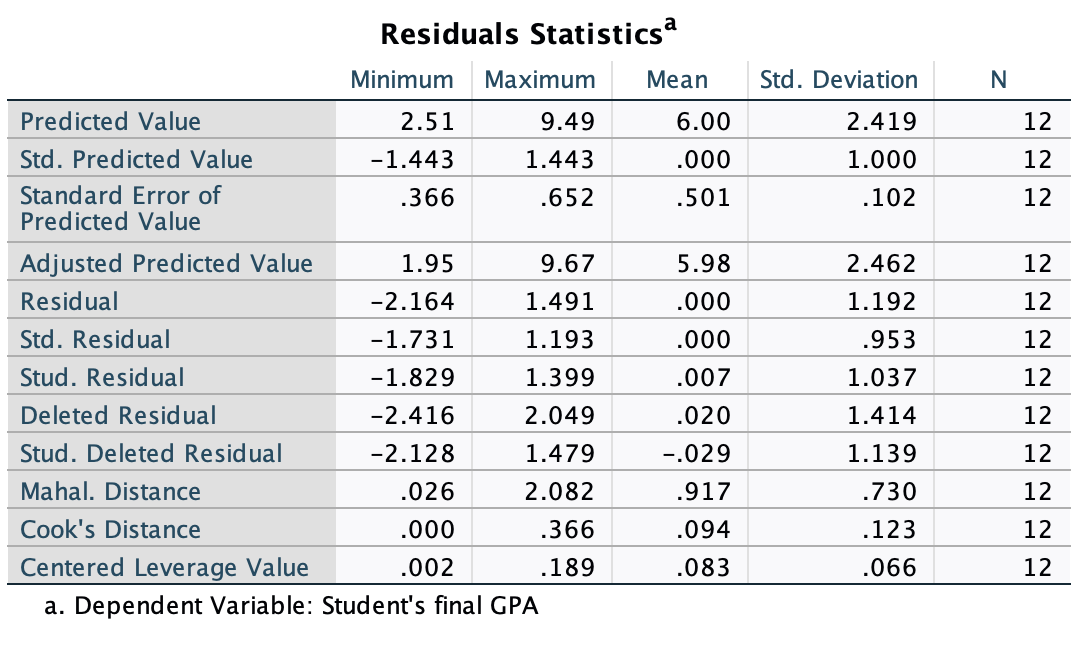 Residuals Statisticsa
Minimum Maximum Mean Std. Deviation N
Predicted Value 2.51 9.49 6.00 2.419 12
Std. Predicted Value -1.443 1.443 .000 1.000 12
Standard Error of
Predicted Value .366 .652 .501 .102 12
Adjusted Predicted Value 1.95 9.67 5.98 2.462 12
Residual -2.164 1.491 .000 1.192 12
Std. Residual -1.731 1.193 .000 .953 12
Stud. Residual -1.829 1.399 .007 1.037 12
Deleted Residual -2.416 2.049 .020 1.414 12
Stud. Deleted Residual -2.128 1.479 -.029 1.139 12
Mahal. Distance .026 2.082 .917 .730 12
Cook's Distance .000 .366 .094 .123 12
Centered Leverage Value .002 .189 .083 .066 12
a. Dependent Variable: Student's final GPA